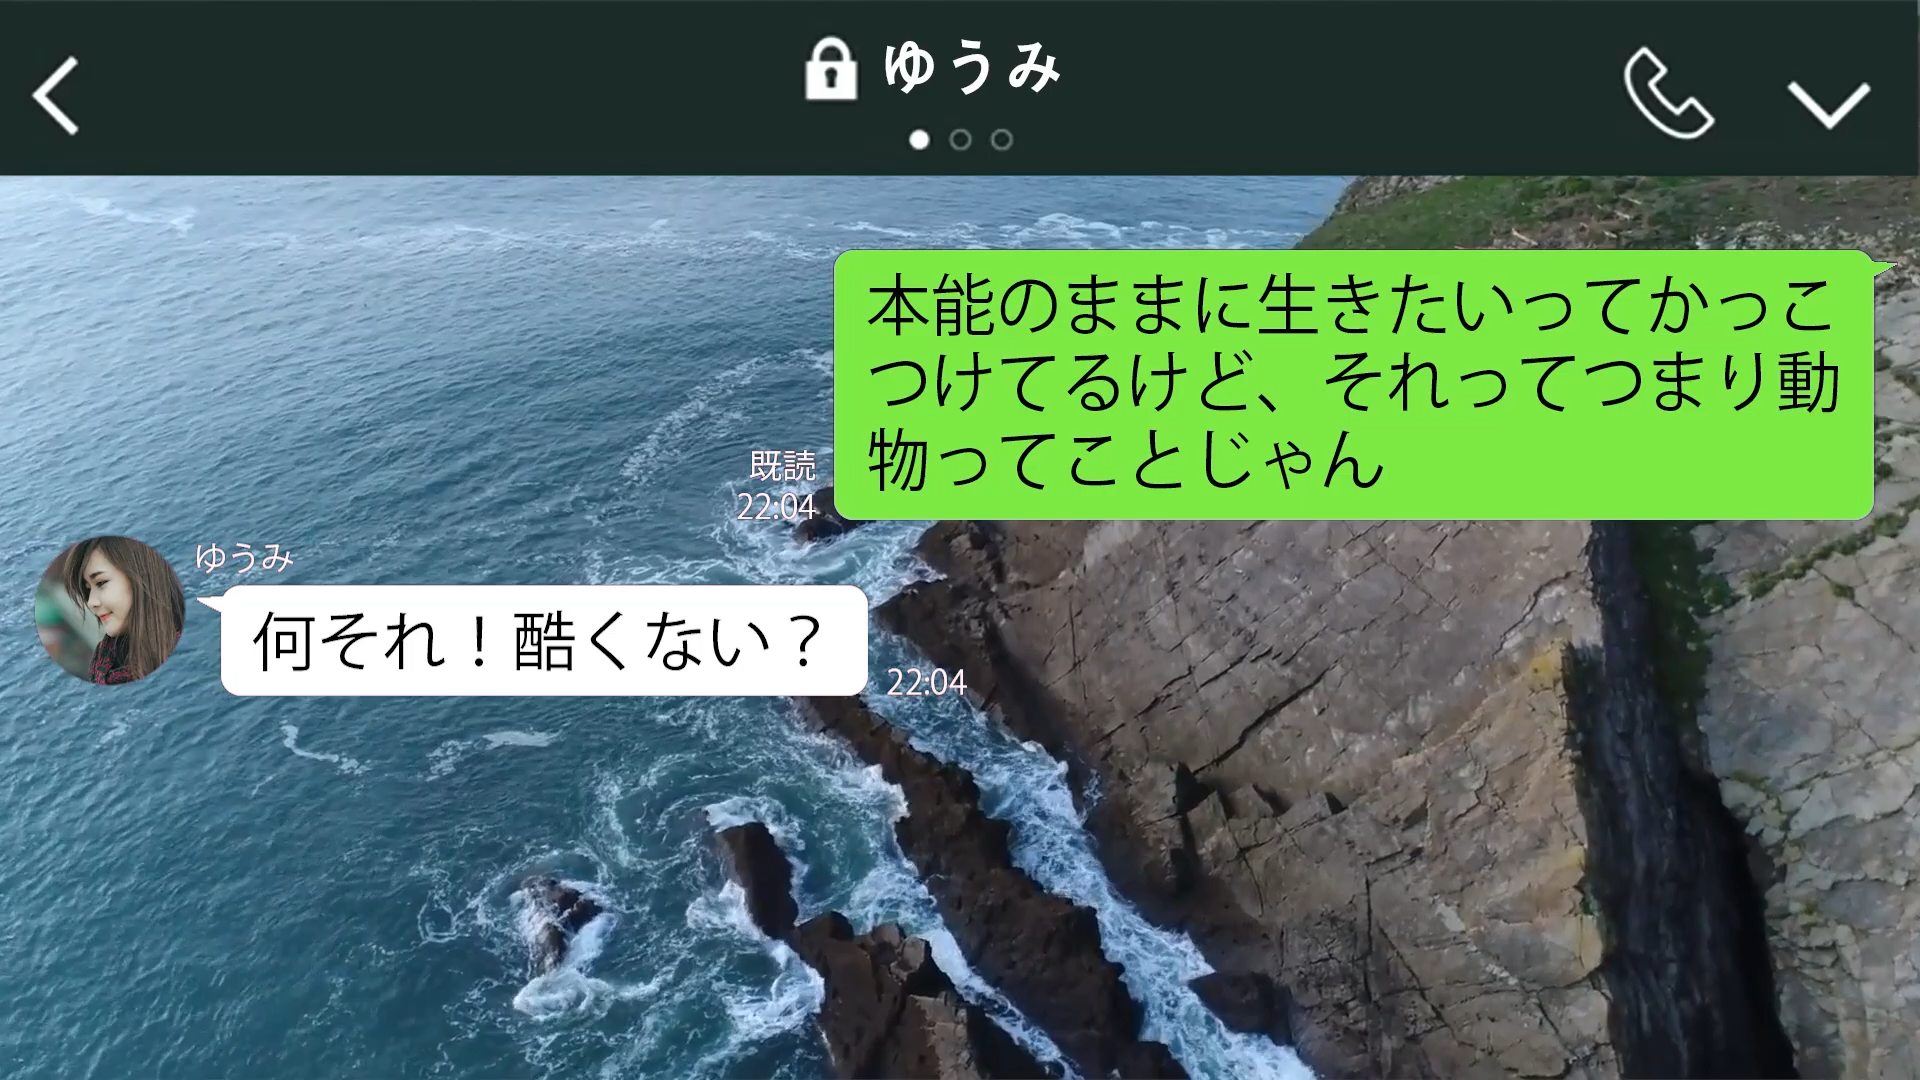 ゆうみ
本能のままに生きたいってかっこ
つけてるけど、それってつまり動
物ってことじゃん
既読
22:04
ゆうみ
何それ！酷くない？
22:04